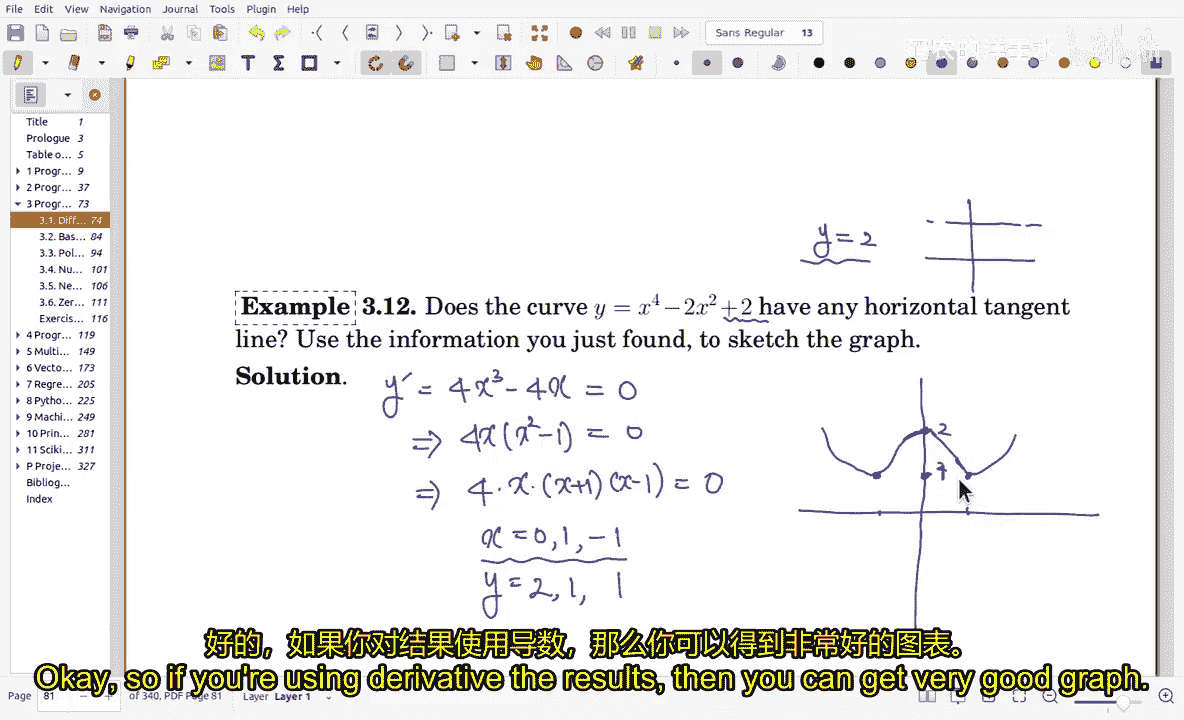 File Edit View Navigation Journal Tools Plugin Help
Sans Regular 13
Title 1
Prologue 3
Table o... 5
1 Progr... 9
2 Progr... 37
3 Progr... 73
3.1. Diff... 74
3.2. Bas... 84
3.3. Pol... 94
3.4. Nu... 101
3.5. Ne... 106
3.6. Zer... 111
Exercis... 116
4 Progr... 119
5 Multi... 149
6 Vecto... 173
7 Regre... 205
8 Pytho... 225
9 Machi... 249
10 Prin... 281
11 Sciki... 311
P Proje... 327
Bibliog...
Index
y = 2
Example 3.12. Does the curve y = x⁴ − 2x² + 2 have any horizontal tangent
line? Use the information you just found, to sketch the graph.
Solution.
y′ = 4x³ − 4x = 0
⇒ 4x(x² − 1) = 0
⇒ 4·x·(x+1)(x−1) = 0
x = 0, 1, −1
y = 2, 1, 1
2
好的，如果你对结果使用导数，那么你可以得到非常好的图表。
Okay, so if you're using derivative the results, then you can get very good graph.
Page 81 of 340, PDF Page 81 Layer Layer 1